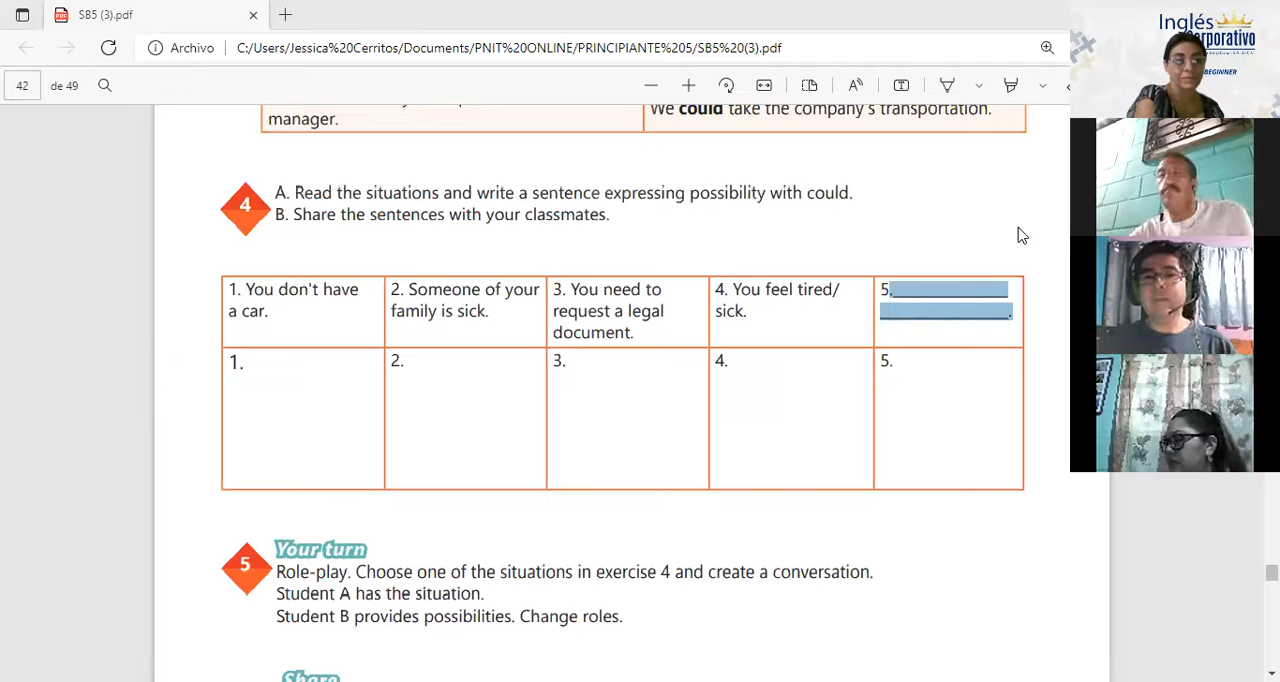 SB5 (3).pdf
Archivo
C:/Users/Jessica%20Cerritos/Documents/PNIT%20ONLINE/PRINCIPIANTE%205/SB5%20(3).pdf
42
de 49
manager.
We could take the company's transportation.
4
A. Read the situations and write a sentence expressing possibility with could.
B. Share the sentences with your classmates.
1. You don't have
a car.
2. Someone of your
family is sick.
3. You need to
request a legal
document.
4. You feel tired/
sick.
5.
1.
2.
3.
4.
5.
5
Your turn
Role-play. Choose one of the situations in exercise 4 and create a conversation.
Student A has the situation.
Student B provides possibilities. Change roles.
Share
Inglés
Corporativo
BEGINNER